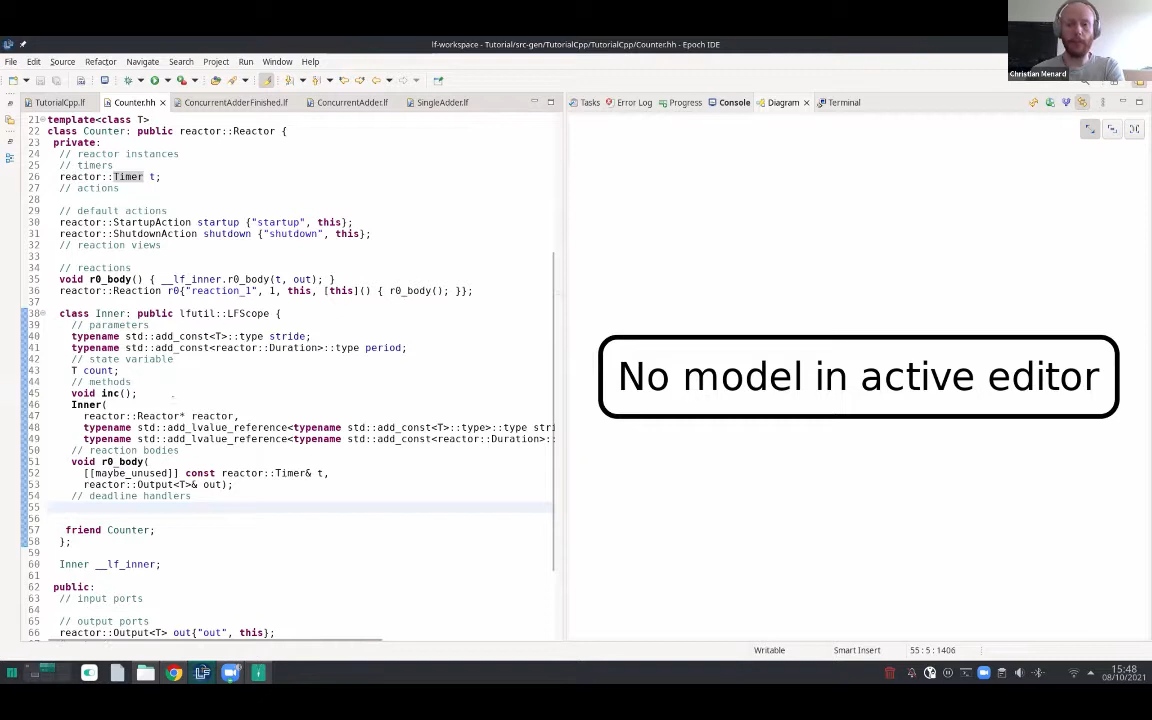 lf-workspace - Tutorial/src-gen/TutorialCpp/TutorialCpp/Counter.hh - Epoch IDE
Christian Menard
File Edit Source Refactor Navigate Search Project Run Window Help
TutorialCpp.lf Counter.hh ConcurrentAdderFinished.lf ConcurrentAdder.lf SingleAdder.lf
Tasks Error Log Progress Console Diagram Terminal
21 template<class T>
22 class Counter: public reactor::Reactor {
23 private:
24 // reactor instances
25 // timers
26 reactor::Timer t;
27 // actions
28
29 // default actions
30 reactor::StartupAction startup {"startup", this};
31 reactor::ShutdownAction shutdown {"shutdown", this};
32 // reaction views
33
34 // reactions
35 void r0_body() { __lf_inner.r0_body(t, out); }
36 reactor::Reaction r0{"reaction_1", 1, this, [this]() { r0_body(); }};
37
38 class Inner: public lfutil::LFScope {
39 // parameters
40 typename std::add_const<T>::type stride;
41 typename std::add_const<reactor::Duration>::type period;
42 // state variable
43 T count;
44 // methods
45 void inc();
46 Inner(
47 reactor::Reactor* reactor,
48 typename std::add_lvalue_reference<typename std::add_const<T>::type>::type stri
49 typename std::add_lvalue_reference<typename std::add_const<reactor::Duration>::
50 // reaction bodies
51 void r0_body(
52 [[maybe_unused]] const reactor::Timer& t,
53 reactor::Output<T>& out);
54 // deadline handlers
55
56
57 friend Counter;
58 };
59
60 Inner __lf_inner;
61
62 public:
63 // input ports
64
65 // output ports
66 reactor::Output<T> out{"out", this};
No model in active editor
Writable Smart Insert 55 : 5 : 1406
15:48
08/10/2021